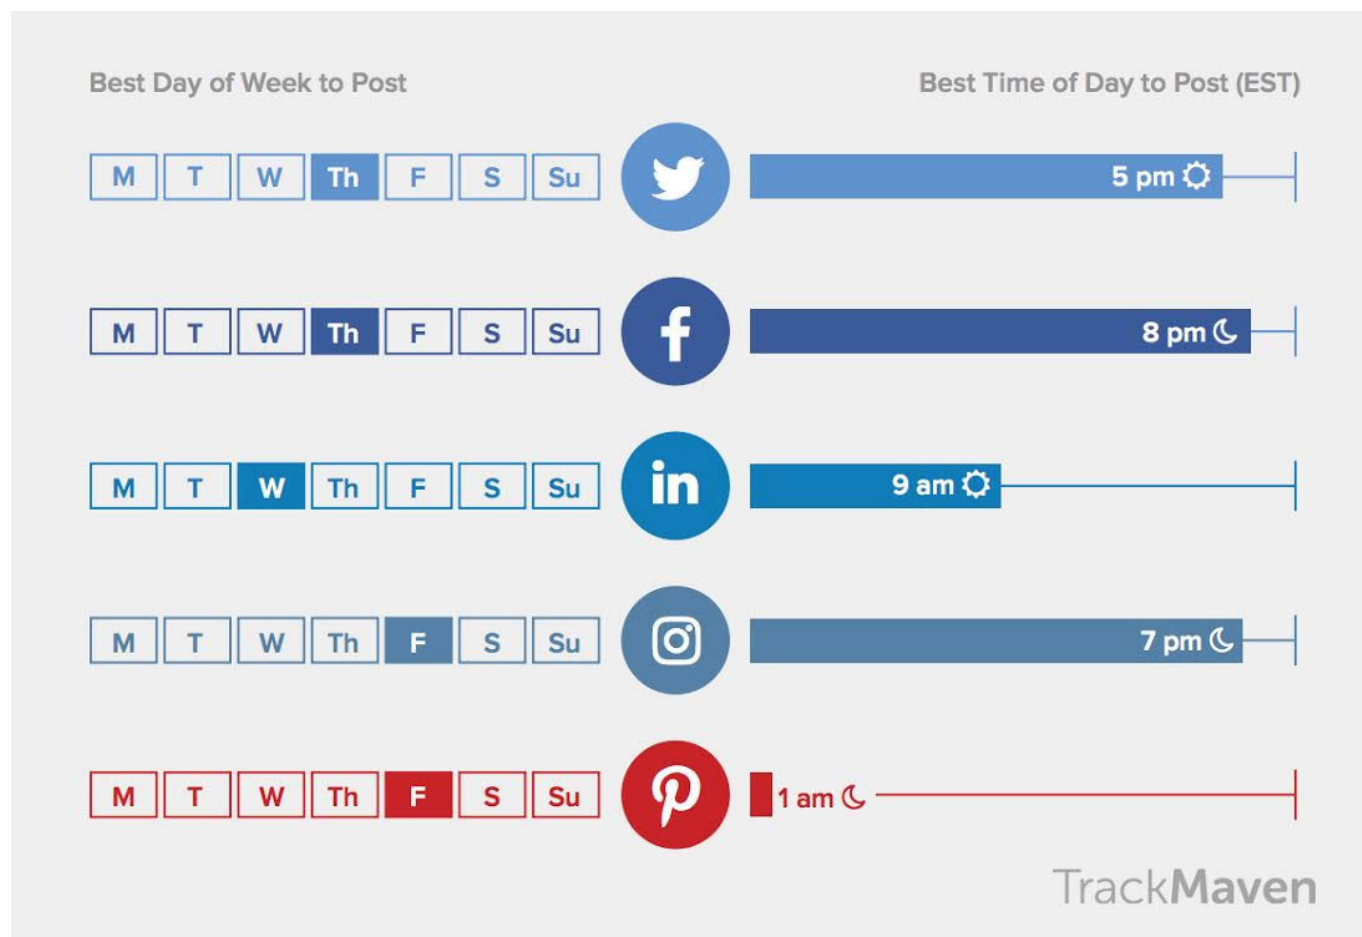 Best Day of Week to Post
Best Time of Day to Post (EST)
M T W Th F S Su
5 pm
M T W Th F S Su
f
8 pm
M T W Th F S Su
in
9 am
M T W Th F S Su
7 pm
M T W Th F S Su
1 am
TrackMaven